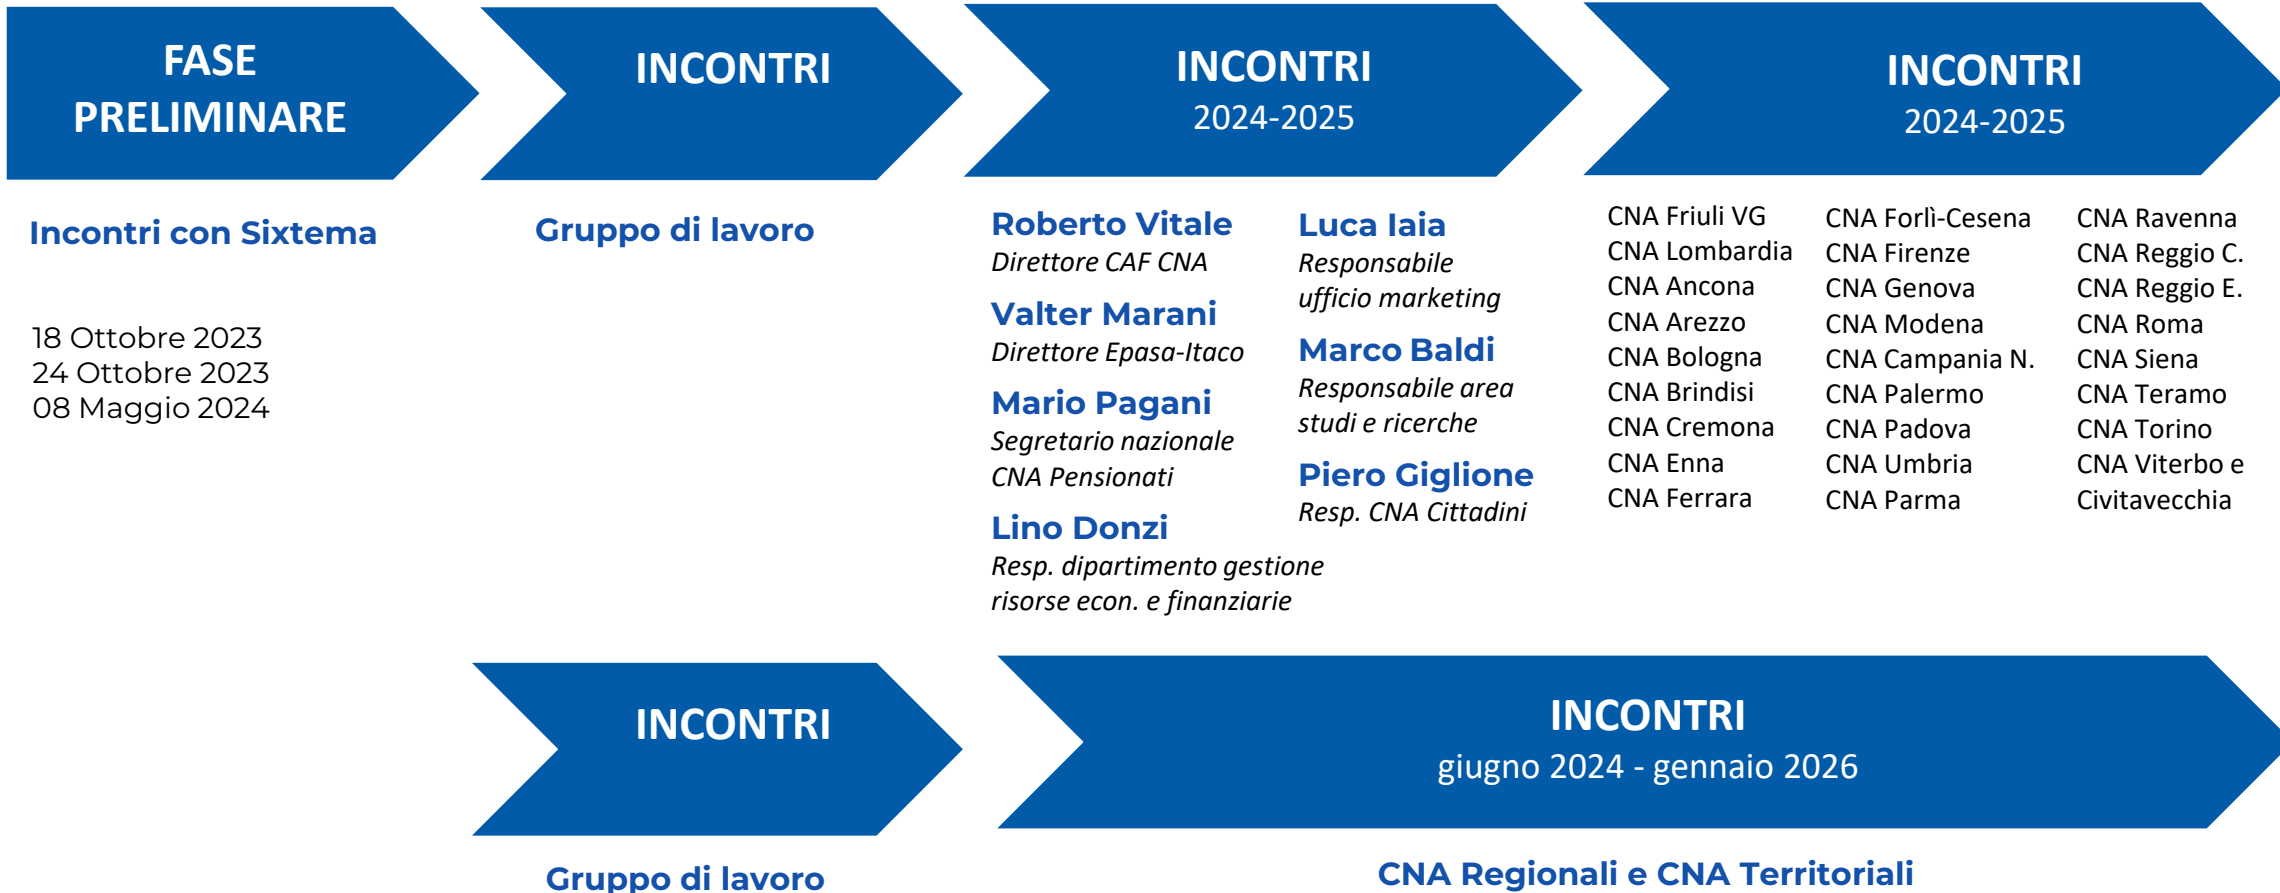 FASE
PRELIMINARE
Incontri con Sixtema
18 Ottobre 2023
24 Ottobre 2023
08 Maggio 2024
INCONTRI
Gruppo di lavoro
INCONTRI
2024-2025
Roberto Vitale
Direttore CAF CNA
Valter Marani
Direttore Epasa-Itaco
Mario Pagani
Segretario nazionale
CNA Pensionati
Lino Donzi
Resp. dipartimento gestione
risorse econ. e finanziarie
Luca Iaia
Responsabile
ufficio marketing
Marco Baldi
Responsabile area
studi e ricerche
Piero Giglione
Resp. CNA Cittadini
INCONTRI
2024-2025
CNA Friuli VG
CNA Lombardia
CNA Ancona
CNA Arezzo
CNA Bologna
CNA Brindisi
CNA Cremona
CNA Enna
CNA Ferrara
CNA Forlì-Cesena
CNA Firenze
CNA Genova
CNA Modena
CNA Campania N.
CNA Palermo
CNA Padova
CNA Umbria
CNA Parma
CNA Ravenna
CNA Reggio C.
CNA Reggio E.
CNA Roma
CNA Siena
CNA Teramo
CNA Torino
CNA Viterbo e
Civitavecchia
INCONTRI
Gruppo di lavoro
INCONTRI
giugno 2024 - gennaio 2026
CNA Regionali e CNA Territoriali